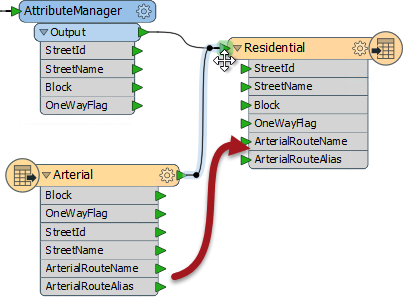 AttributeManager
Output
StreetId
StreetName
Block
OneWayFlag
Residential
StreetId
StreetName
Block
OneWayFlag
ArterialRouteName
ArterialRouteAlias
Arterial
Block
OneWayFlag
StreetId
StreetName
ArterialRouteName
ArterialRouteAlias